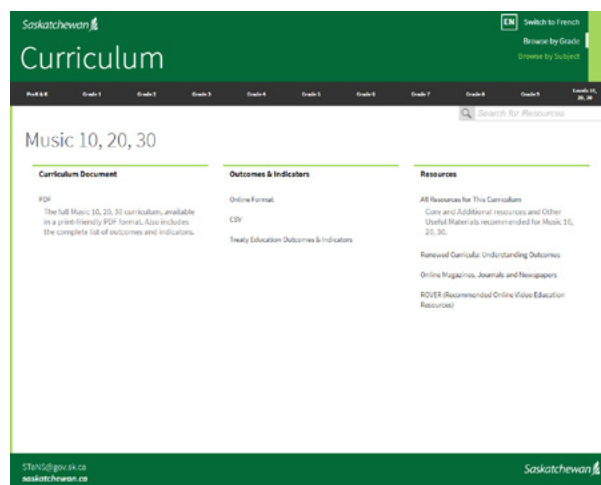 Saskatchewan
EN Switch to French
Browse by Grade
Browse by Subject
Curriculum
PreK & K Grade 1 Grade 2 Grade 3 Grade 4 Grade 5 Grade 6 Grade 7 Grade 8 Grade 9 Levels 10, 20, 30
Search for Resources
Music 10, 20, 30
Curriculum Document
PDF
The full Music 10, 20, 30 curriculum, available
in a print-friendly PDF format. Also includes
the complete list of outcomes and indicators.
Outcomes & Indicators
Online Format
CSV
Treaty Education Outcomes & Indicators
Resources
All Resources for This Curriculum
Core and Additional resources and Other
Useful Materials recommended for Music 10,
20, 30.
Renewed Curricula: Understanding Outcomes
Online Magazines, Journals and Newspapers
ROVER (Recommended Online Video Education
Resources)
STaNS@gov.sk.ca
saskatchewan.ca
Saskatchewan